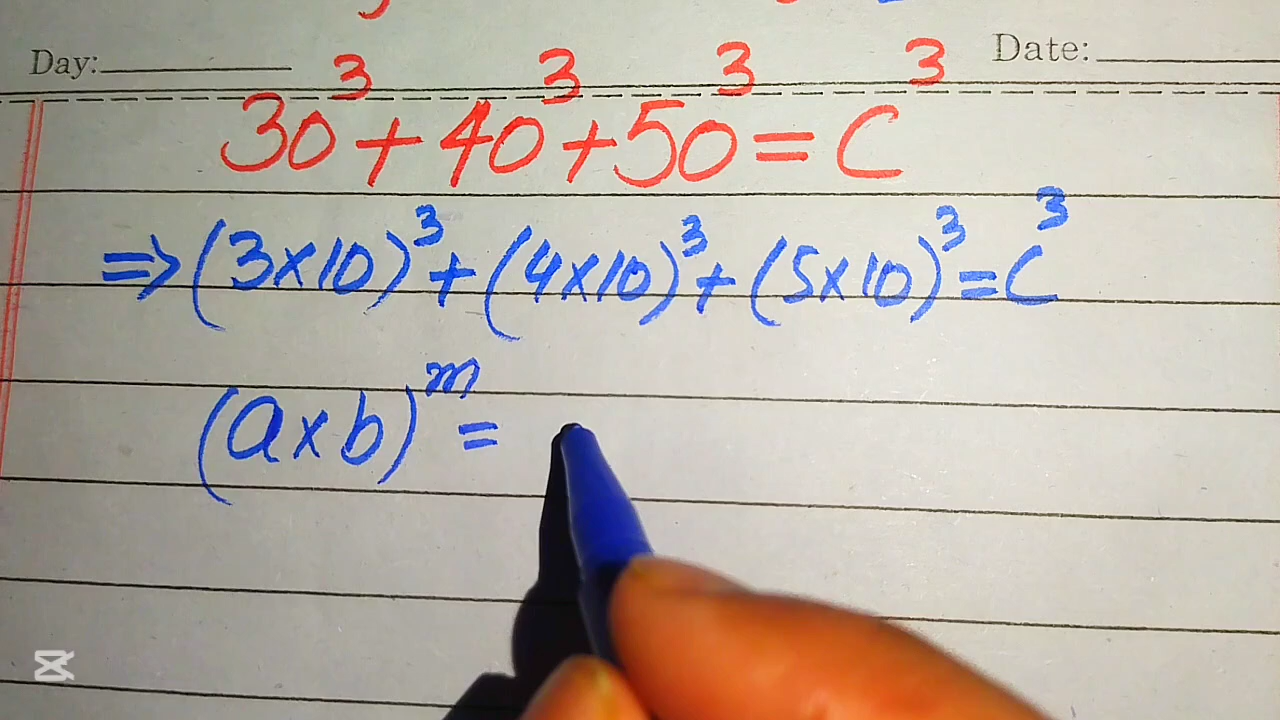 Day: Date:
30³+40³+50³=C³
⇒(3×10)³+(4×10)³+(5×10)³=C³
(a×b)ᵐ=